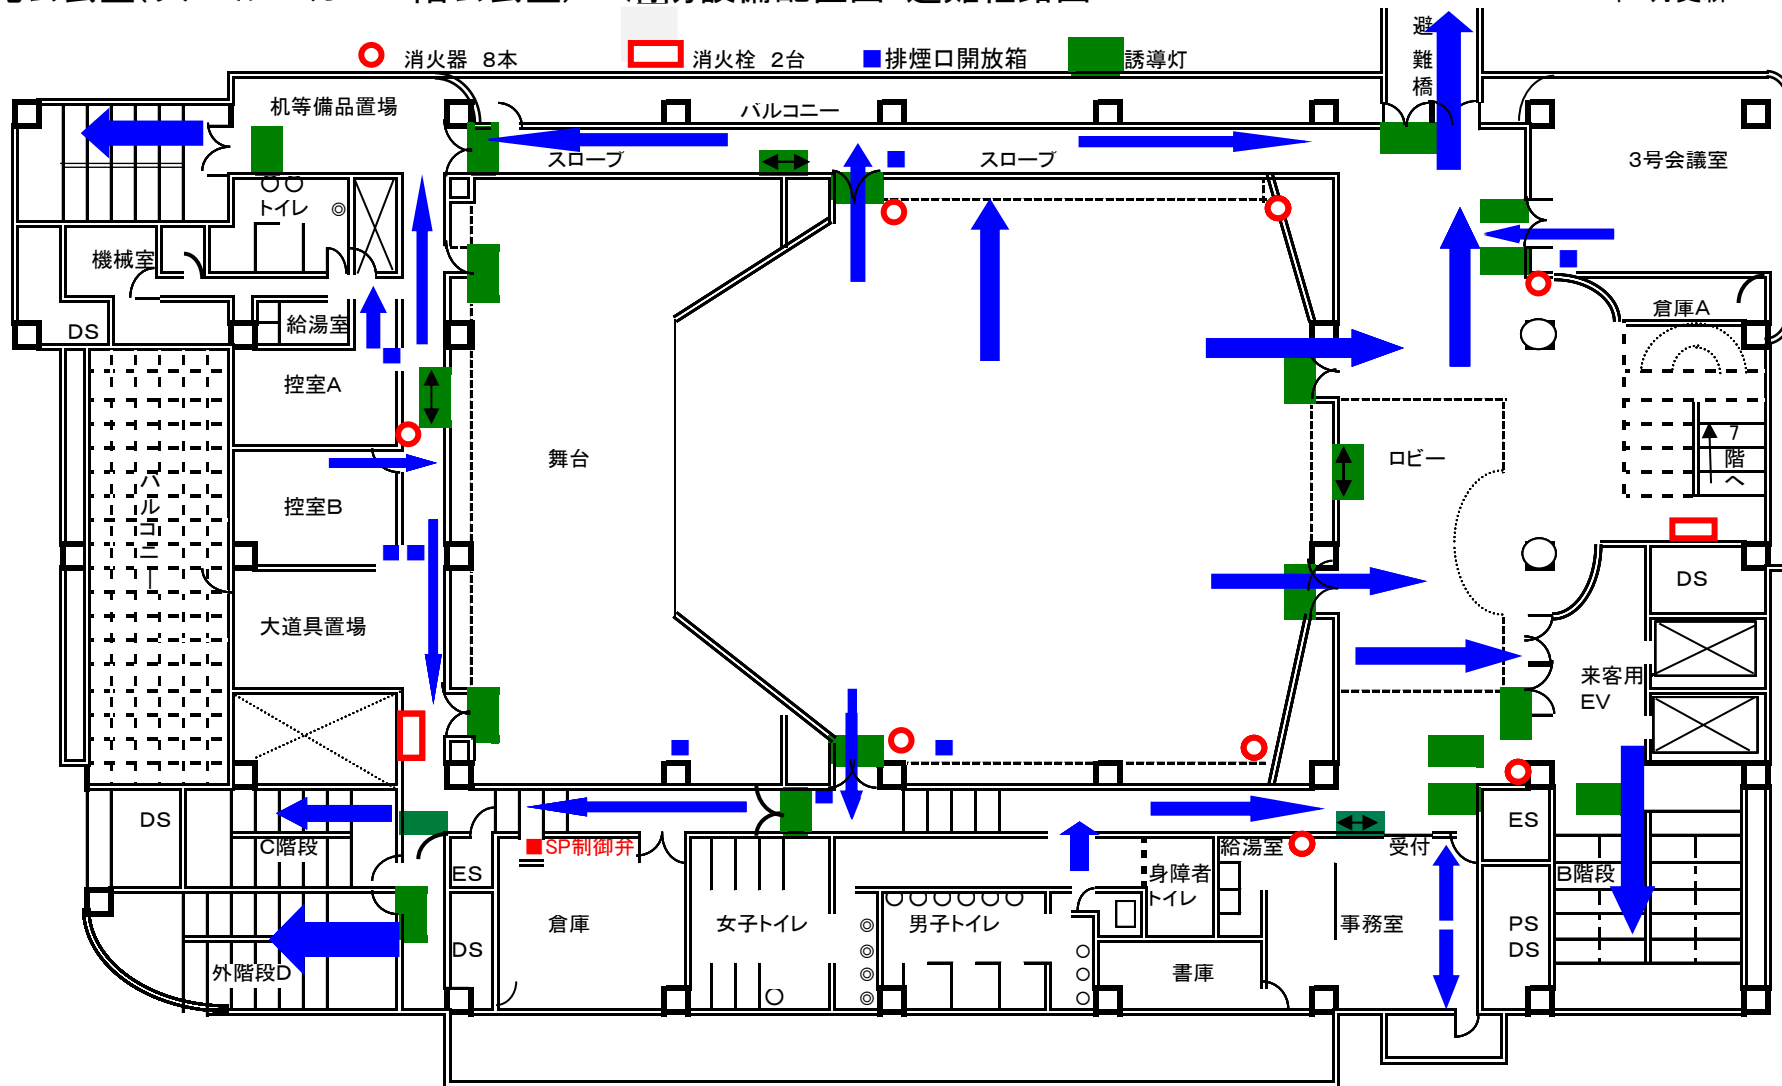 消火器 8本
消火栓 2台
排煙口開放箱
誘導灯
避難橋
机等備品置場
バルコニー
スロープ
スロープ
3号会議室
トイレ
機械室
DS
給湯室
倉庫A
控室A
舞台
ロビー
7階へ
控室B
バルコニー
大道具置場
DS
来客用
EV
DS
C階段
SP制御弁
ES
給湯室
受付
ES
身障者
トイレ
B階段
倉庫
女子トイレ
男子トイレ
事務室
PS
DS
DS
外階段D
書庫